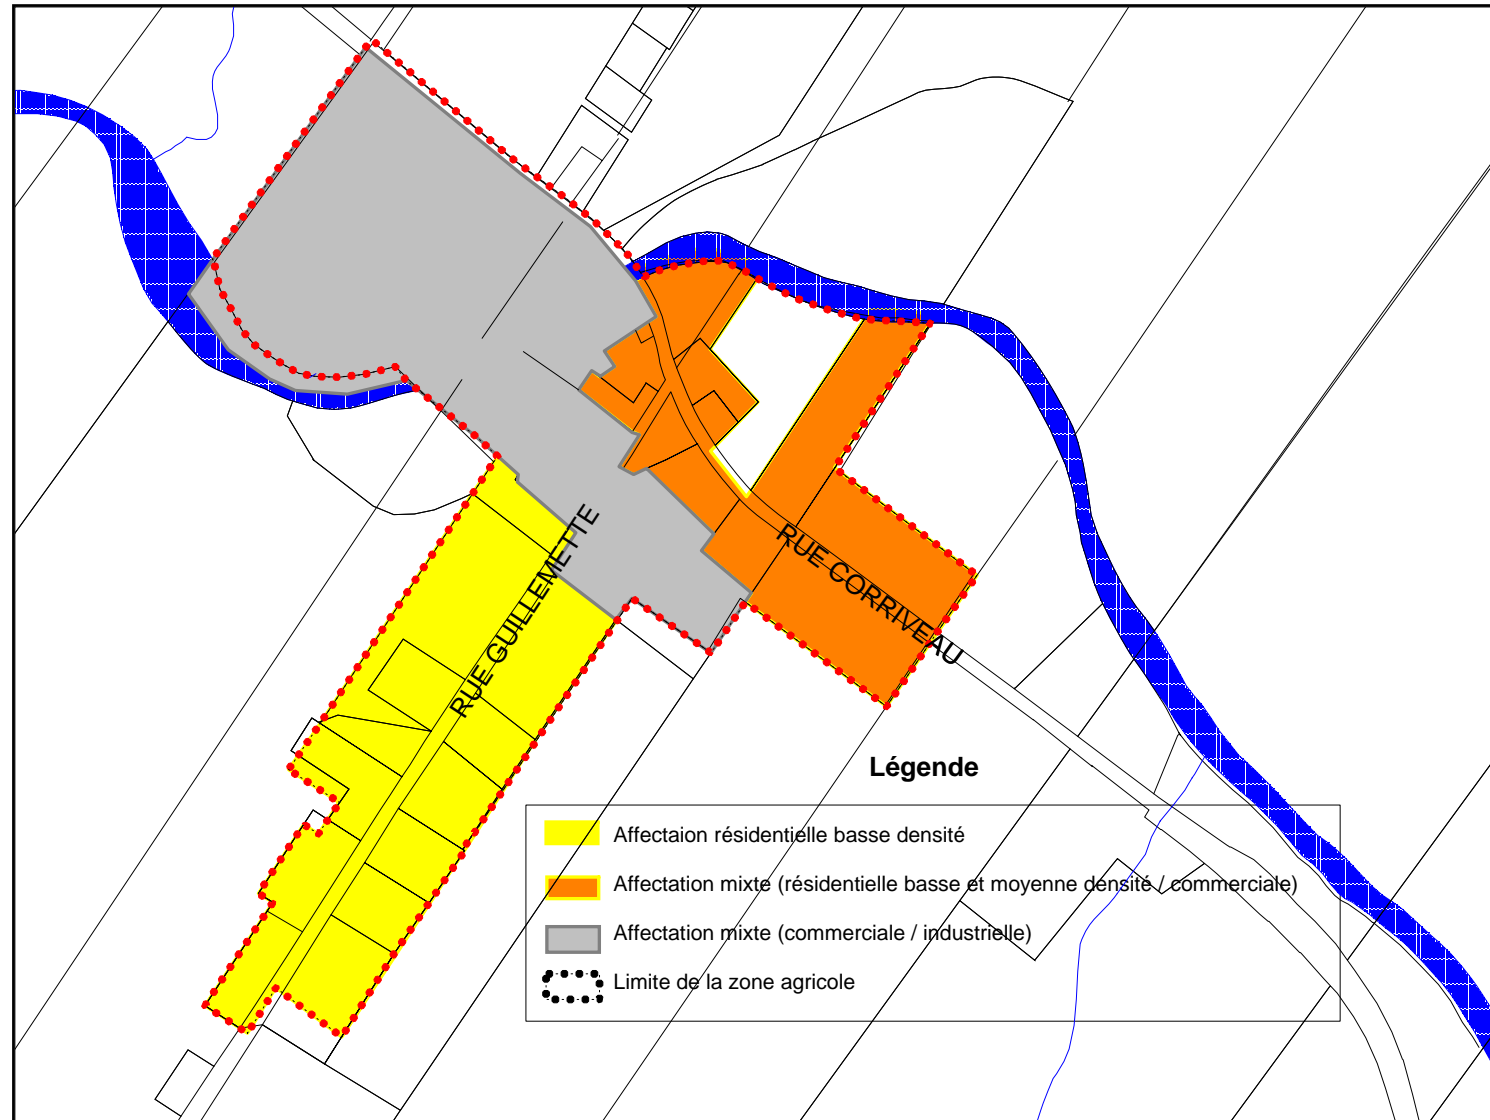 RUE GUILLEMETTE
RUE CORRIVEAU
Légende
Affectaion résidentielle basse densité
Affectation mixte (résidentielle basse et moyenne densité / commerciale)
Affectation mixte (commerciale / industrielle)
Limite de la zone agricole